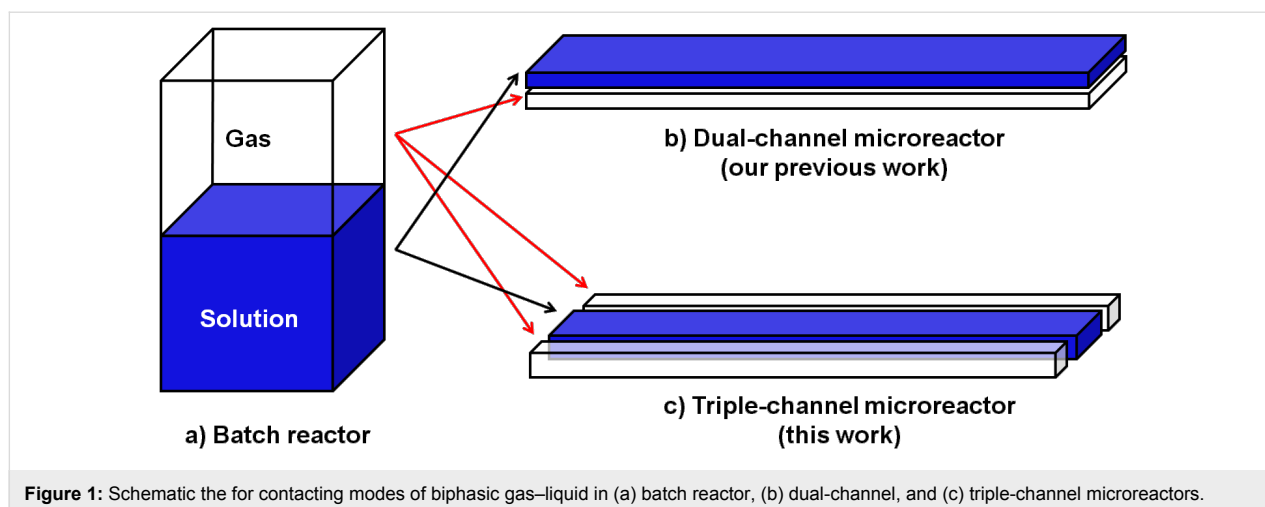 Gas
Solution
a) Batch reactor
b) Dual-channel microreactor
(our previous work)
c) Triple-channel microreactor
(this work)
Figure 1: Schematic the for contacting modes of biphasic gas–liquid in (a) batch reactor, (b) dual-channel, and (c) triple-channel microreactors.